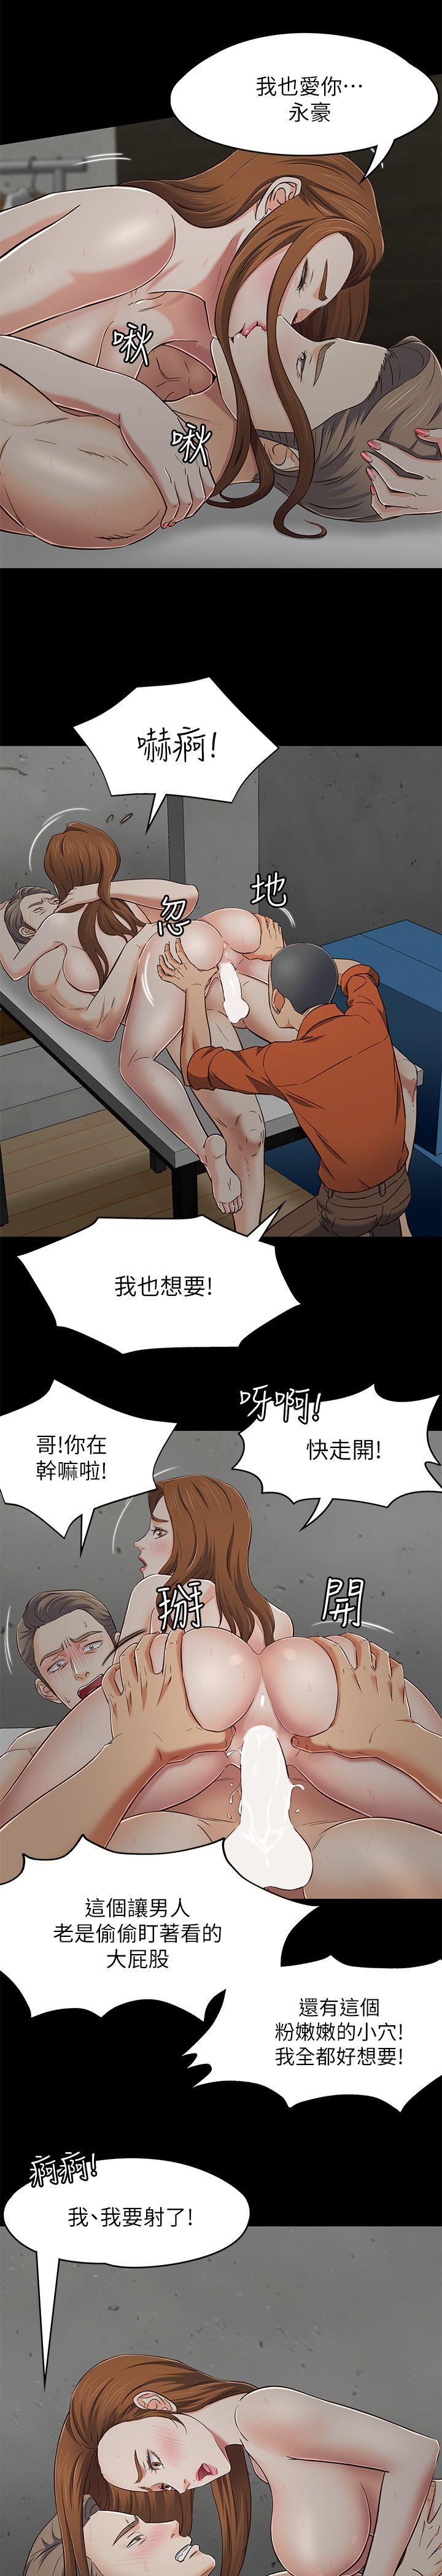 我也愛你⋯
永豪
啾
啾
嚇啊!
忽
地
我也想要!
呀啊!
哥!你在
幹嘛啦!
快走開!
掰
開
這個讓男人
老是偷偷盯著看的
大屁股
還有這個
粉嫩嫩的小穴!
我全都好想要!
啊啊!
我、我要射了!